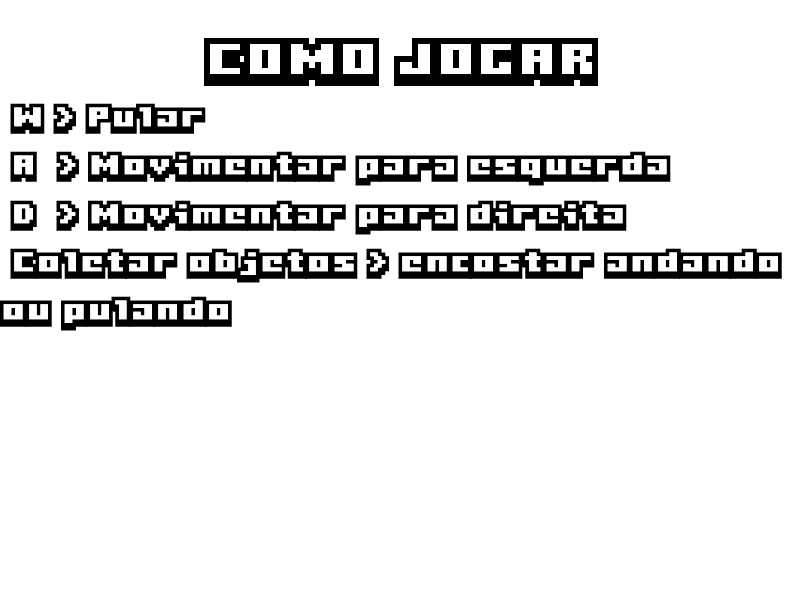 COMO JOGAR
W > Pular
A > Movimentar para esquerda
D > Movimentar para direita
Coletar objetos > encostar andando
ou pulando